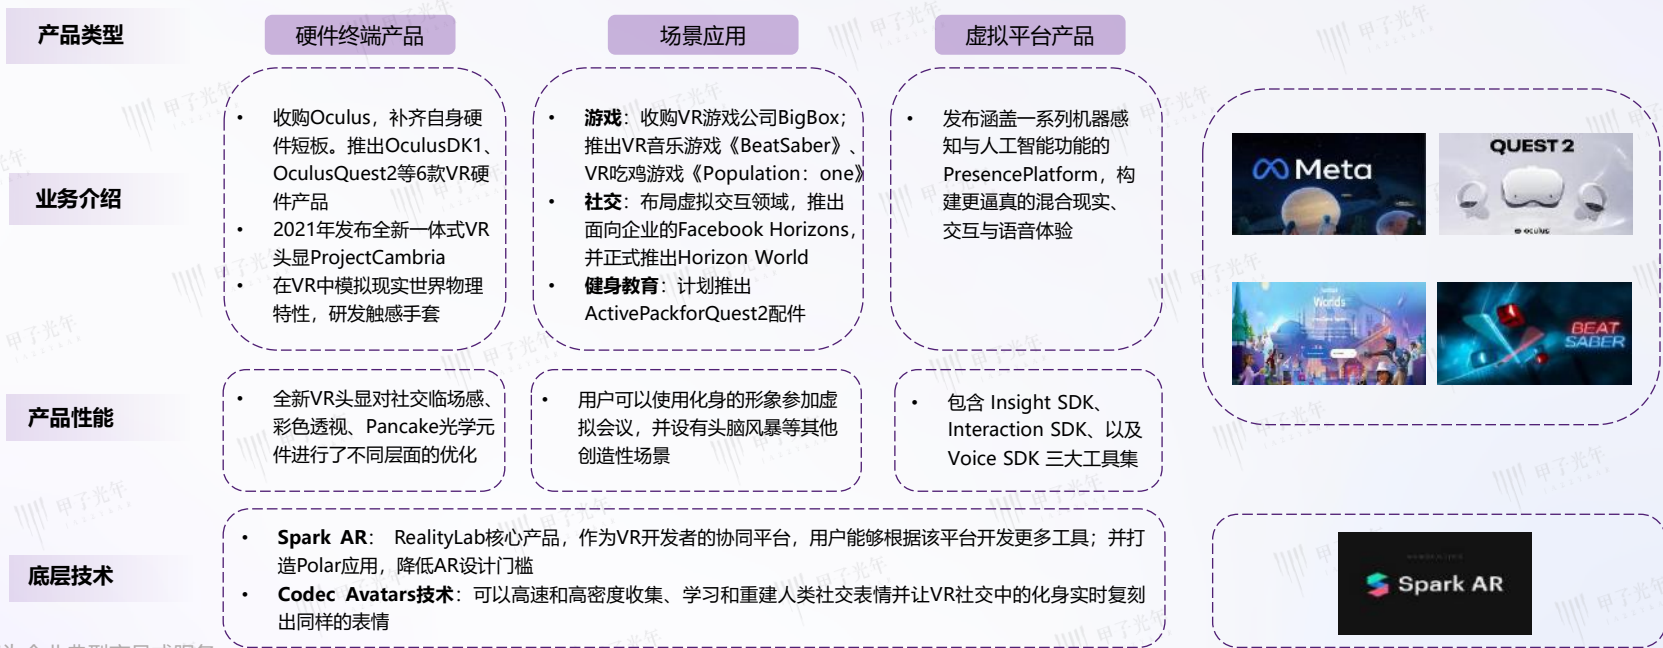 产品类型
硬件终端产品
场景应用
虚拟平台产品
业务介绍
• 收购Oculus，补齐自身硬
件短板。推出OculusDK1、
OculusQuest2等6款VR硬
件产品
• 2021年发布全新一体式VR
头显ProjectCambria
• 在VR中模拟现实世界物理
特性，研发触感手套
• 游戏：收购VR游戏公司BigBox；
推出VR音乐游戏《BeatSaber》、
VR吃鸡游戏《Population：one》
• 社交：布局虚拟交互领域，推出
面向企业的Facebook Horizons，
并正式推出Horizon World
• 健身教育：计划推出
ActivePackforQuest2配件
• 发布涵盖一系列机器感
知与人工智能功能的
PresencePlatform，构
建更逼真的混合现实、
交互与语音体验
Meta
QUEST 2
oculus
Worlds
BEAT
SABER
产品性能
• 全新VR头显对社交临场感、
彩色透视、Pancake光学元
件进行了不同层面的优化
• 用户可以使用化身的形象参加虚
拟会议，并设有头脑风暴等其他
创造性场景
• 包含 Insight SDK、
Interaction SDK、以及
Voice SDK 三大工具集
底层技术
• Spark AR： RealityLab核心产品，作为VR开发者的协同平台，用户能够根据该平台开发更多工具；并打
造Polar应用，降低AR设计门槛
• Codec Avatars技术：可以高速和高密度收集、学习和重建人类社交表情并让VR社交中的化身实时复刻
出同样的表情
Spark AR
甲子光年